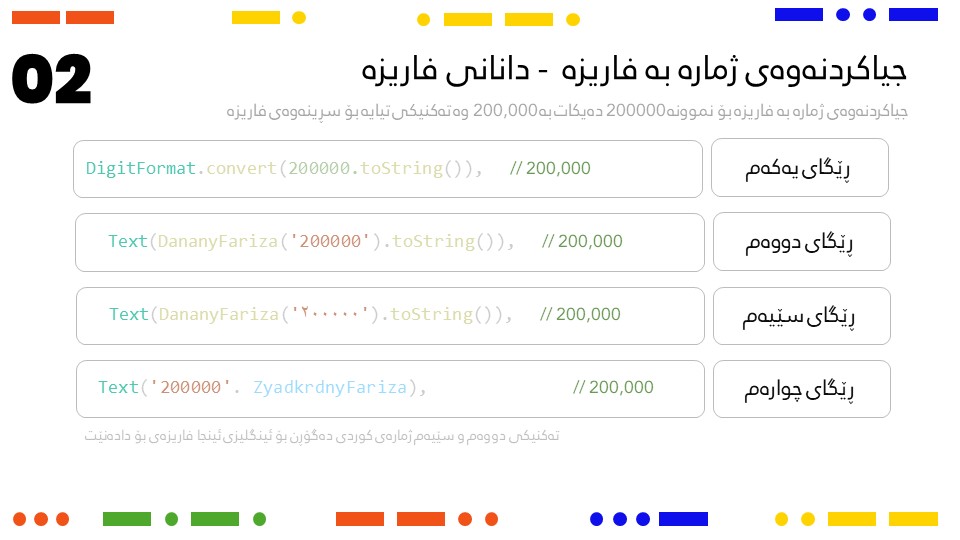 02
جیاکردنەوەی ژمارە بە فاریزە - دانانی فاریزە
جیاکردنەوەی ژمارە بە فاریزە بۆ نموونە 200000 دەیکات بە 200,000 وە تەکنیکی تیایە بۆ سڕینەوەی فاریزە
ڕێگای یەکەم
DigitFormat.convert(200000.toString()), // 200,000
ڕێگای دووەم
Text(DananyFariza('200000').toString()), // 200,000
ڕێگای سێیەم
Text(DananyFariza('٢٠٠٠٠٠').toString()), // 200,000
ڕێگای چوارەم
Text('200000'. ZyadkrdnyFariza), // 200,000
تەکنیکی دووەم و سێیەم ژمارەی کوردی دەگۆڕن بۆ ئینگلیزی ئینجا فاریزەی بۆ دادەنێت